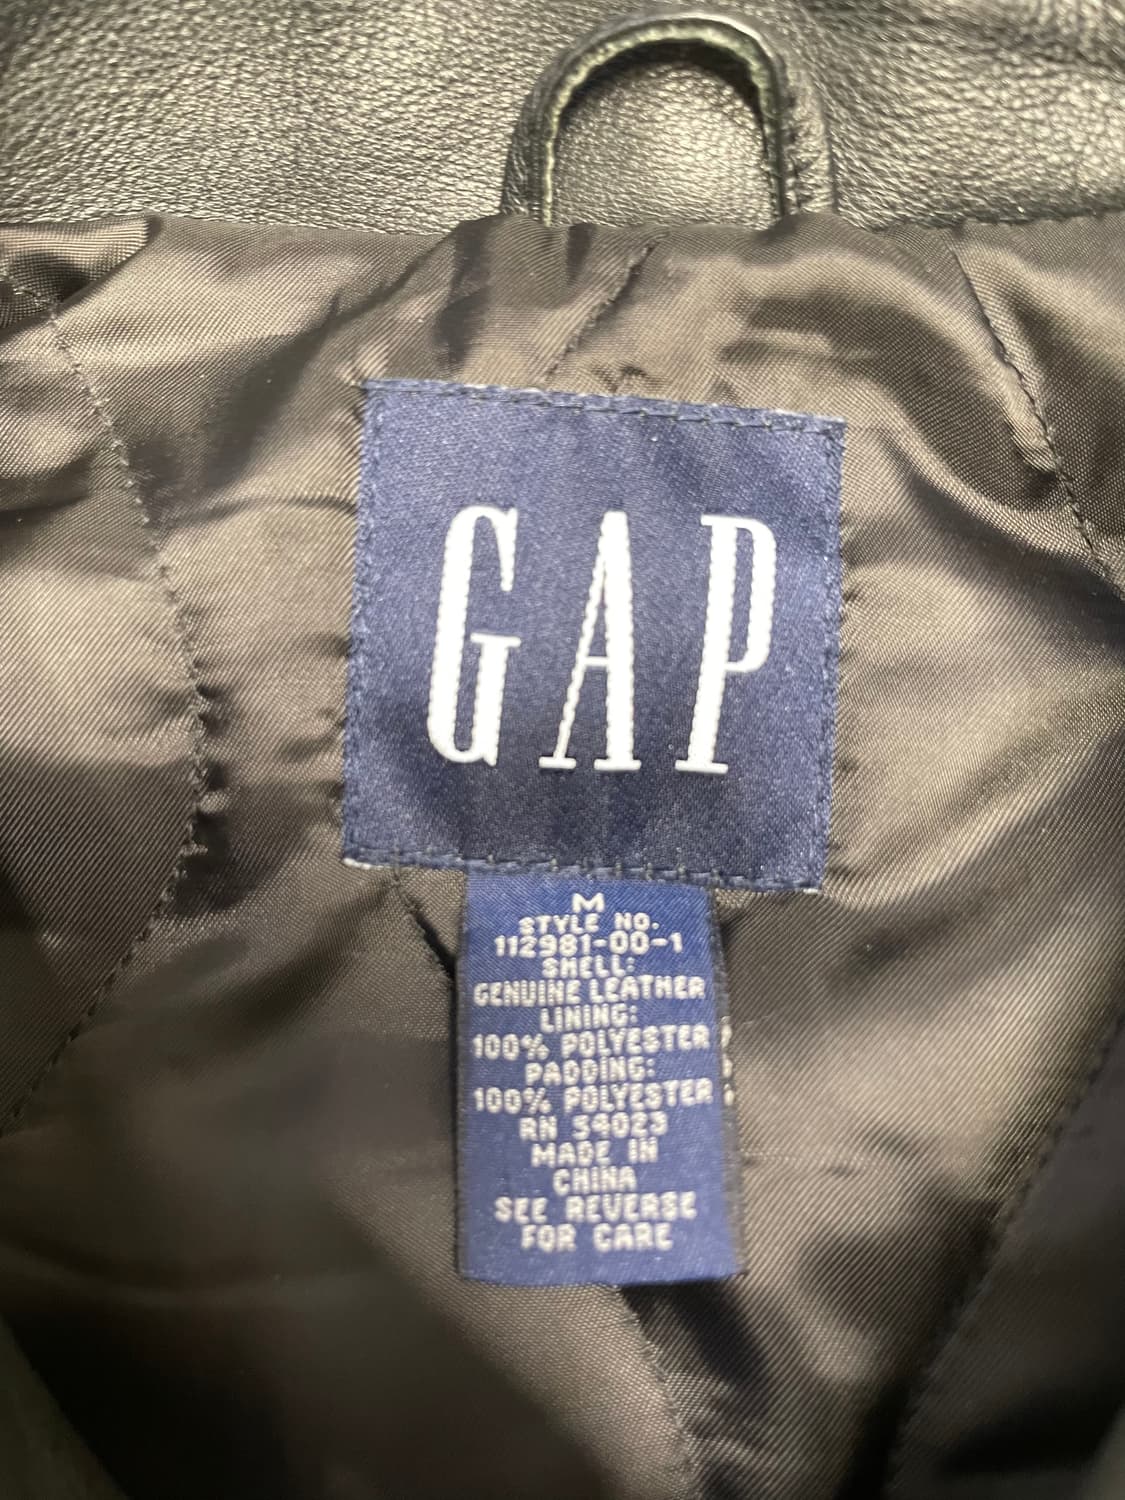 GAP
M
STYLE NO.
112981-00-1
SHELL:
GENUINE LEATHER
LINING:
100% POLYESTER
PADDING:
100% POLYESTER
RN 54023
MADE IN
CHINA
SEE REVERSE
FOR CARE